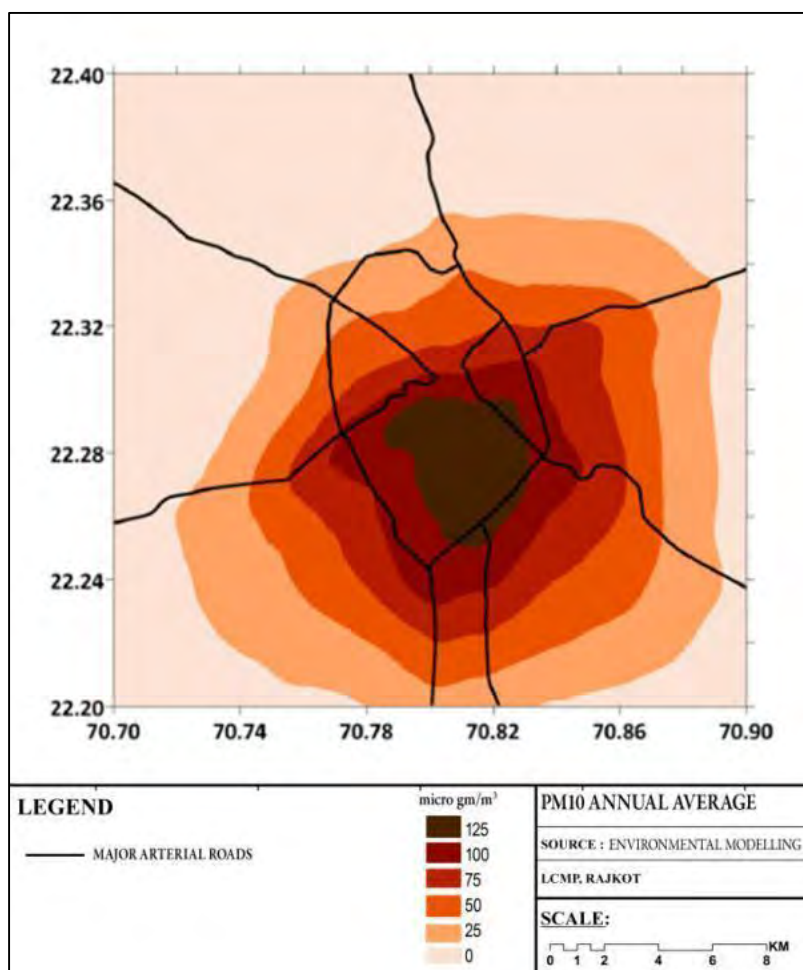 22.40
22.36
22.32
22.28
22.24
22.20
70.70 70.74 70.78 70.82 70.86 70.90
LEGEND
MAJOR ARTERIAL ROADS
micro gm/m³
125
100
75
50
25
0
PM10 ANNUAL AVERAGE
SOURCE : ENVIRONMENTAL MODELLING
LCMP, RAJKOT
SCALE:
0 1 2 4 6 8 KM